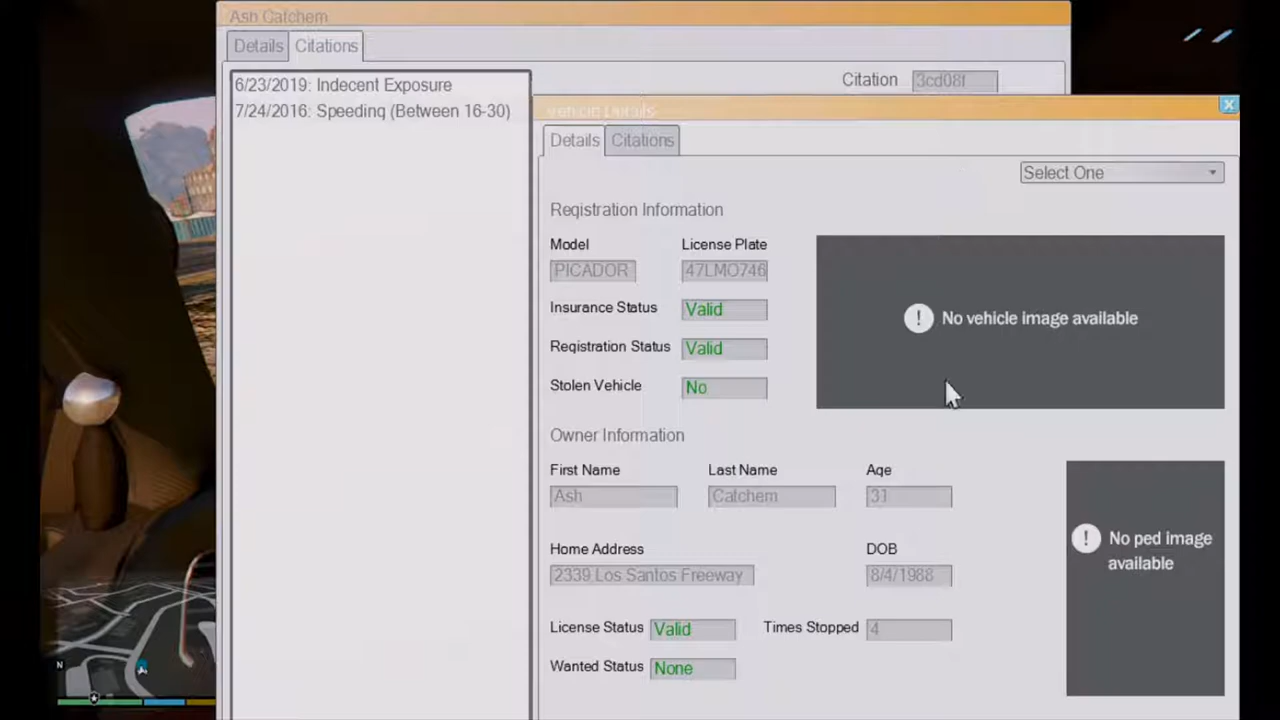 Ash Catchem
Details Citations
6/23/2019: Indecent Exposure
7/24/2016: Speeding (Between 16-30)
Citation 3cd08f
Vehicle Details
Details Citations
Select One
Registration Information
Model License Plate
PICADOR 47LMO746
Insurance Status Valid
Registration Status Valid
Stolen Vehicle No
! No vehicle image available
Owner Information
First Name Last Name Age
Ash Catchem 31
Home Address DOB
2339 Los Santos Freeway 8/4/1988
License Status Valid Times Stopped 4
Wanted Status None
! No ped image
available
N